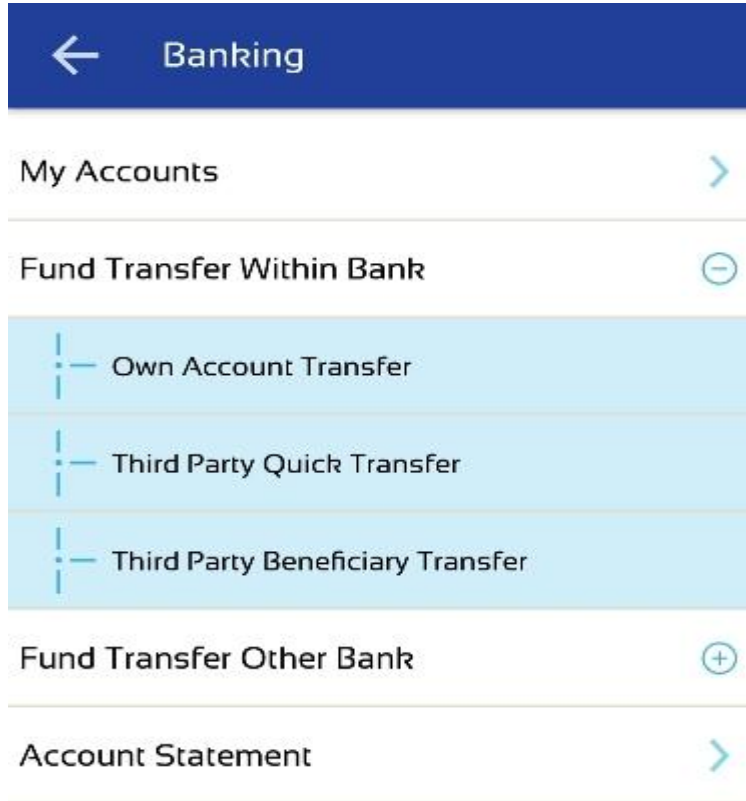 Banking
My Accounts
Fund Transfer Within Bank
Own Account Transfer
Third Party Quick Transfer
Third Party Beneficiary Transfer
Fund Transfer Other Bank
Account Statement